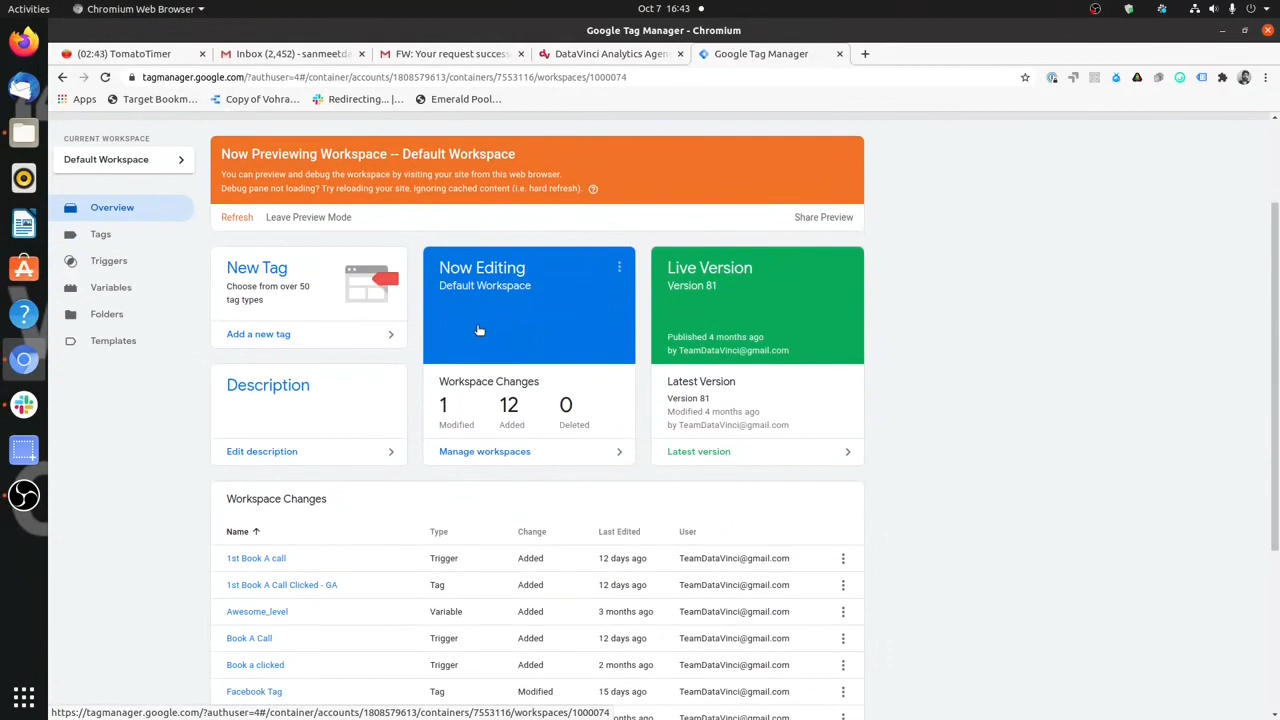 Activities
Chromium Web Browser
Oct 7 16:43
Google Tag Manager - Chromium
(02:43) TomatoTimer
Inbox (2,452) - sanmeetda
FW: Your request success
DataVinci Analytics Agen
Google Tag Manager
tagmanager.google.com/?authuser=4#/container/accounts/1808579613/containers/7553116/workspaces/1000074
Apps
Target Bookm...
Copy of Vohra...
Redirecting... |...
Emerald Pool...
CURRENT WORKSPACE
Default Workspace
Overview
Tags
Triggers
Variables
Folders
Templates
Now Previewing Workspace -- Default Workspace
You can preview and debug the workspace by visiting your site from this web browser.
Debug pane not loading? Try reloading your site, ignoring cached content (i.e. hard refresh).
Refresh
Leave Preview Mode
Share Preview
New Tag
Choose from over 50
tag types
Add a new tag
Description
Edit description
Now Editing
Default Workspace
Workspace Changes
1
12
0
Modified
Added
Deleted
Manage workspaces
Live Version
Version 81
Published 4 months ago
by TeamDataVinci@gmail.com
Latest Version
Version 81
Modified 4 months ago
by TeamDataVinci@gmail.com
Latest version
Workspace Changes
Name Type Change Last Edited User
1st Book A call Trigger Added 12 days ago TeamDataVinci@gmail.com
1st Book A Call Clicked - GA Tag Added 12 days ago TeamDataVinci@gmail.com
Awesome_level Variable Added 3 months ago TeamDataVinci@gmail.com
Book A Call Trigger Added 12 days ago TeamDataVinci@gmail.com
Book a clicked Trigger Added 2 months ago TeamDataVinci@gmail.com
Facebook Tag Tag Modified 15 days ago TeamDataVinci@gmail.com
https://tagmanager.google.com/?authuser=4#/container/accounts/1808579613/containers/7553116/workspaces/1000074